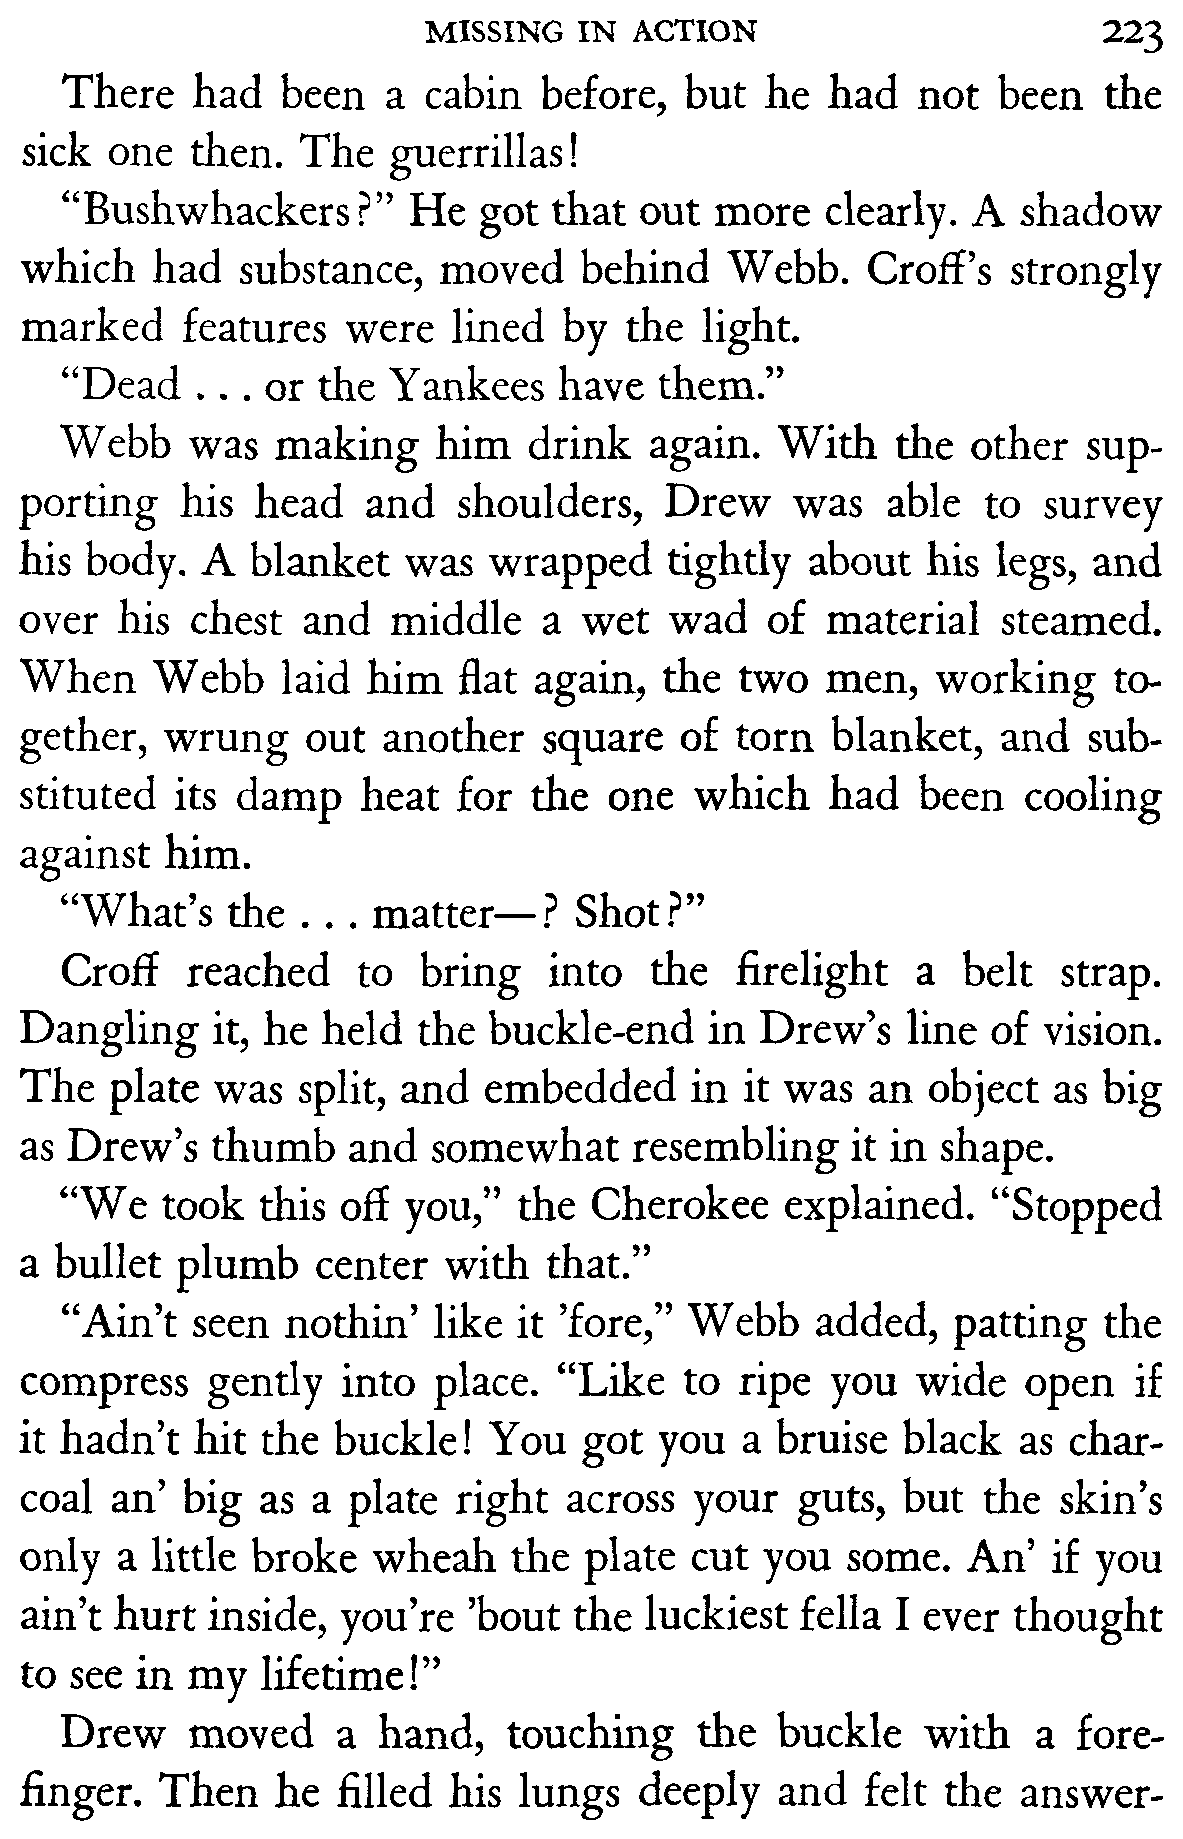 MISSING IN ACTION 223
There had been a cabin before, but he had not been the
sick one then. The guerrillas!
“Bushwhackers?” He got that out more clearly. A shadow
which had substance, moved behind Webb. Croff’s strongly
marked features were lined by the light.
“Dead . . . or the Yankees have them.”
Webb was making him drink again. With the other sup-
porting his head and shoulders, Drew was able to survey
his body. A blanket was wrapped tightly about his legs, and
over his chest and middle a wet wad of material steamed.
When Webb laid him flat again, the two men, working to-
gether, wrung out another square of torn blanket, and sub-
stituted its damp heat for the one which had been cooling
against him.
“What’s the . . . matter—? Shot?”
Croff reached to bring into the firelight a belt strap.
Dangling it, he held the buckle-end in Drew’s line of vision.
The plate was split, and embedded in it was an object as big
as Drew’s thumb and somewhat resembling it in shape.
“We took this off you,” the Cherokee explained. “Stopped
a bullet plumb center with that.”
“Ain’t seen nothin’ like it ’fore,” Webb added, patting the
compress gently into place. “Like to ripe you wide open if
it hadn’t hit the buckle! You got you a bruise black as char-
coal an’ big as a plate right across your guts, but the skin’s
only a little broke wheah the plate cut you some. An’ if you
ain’t hurt inside, you’re ’bout the luckiest fella I ever thought
to see in my lifetime!”
Drew moved a hand, touching the buckle with a fore-
finger. Then he filled his lungs deeply and felt the answer-